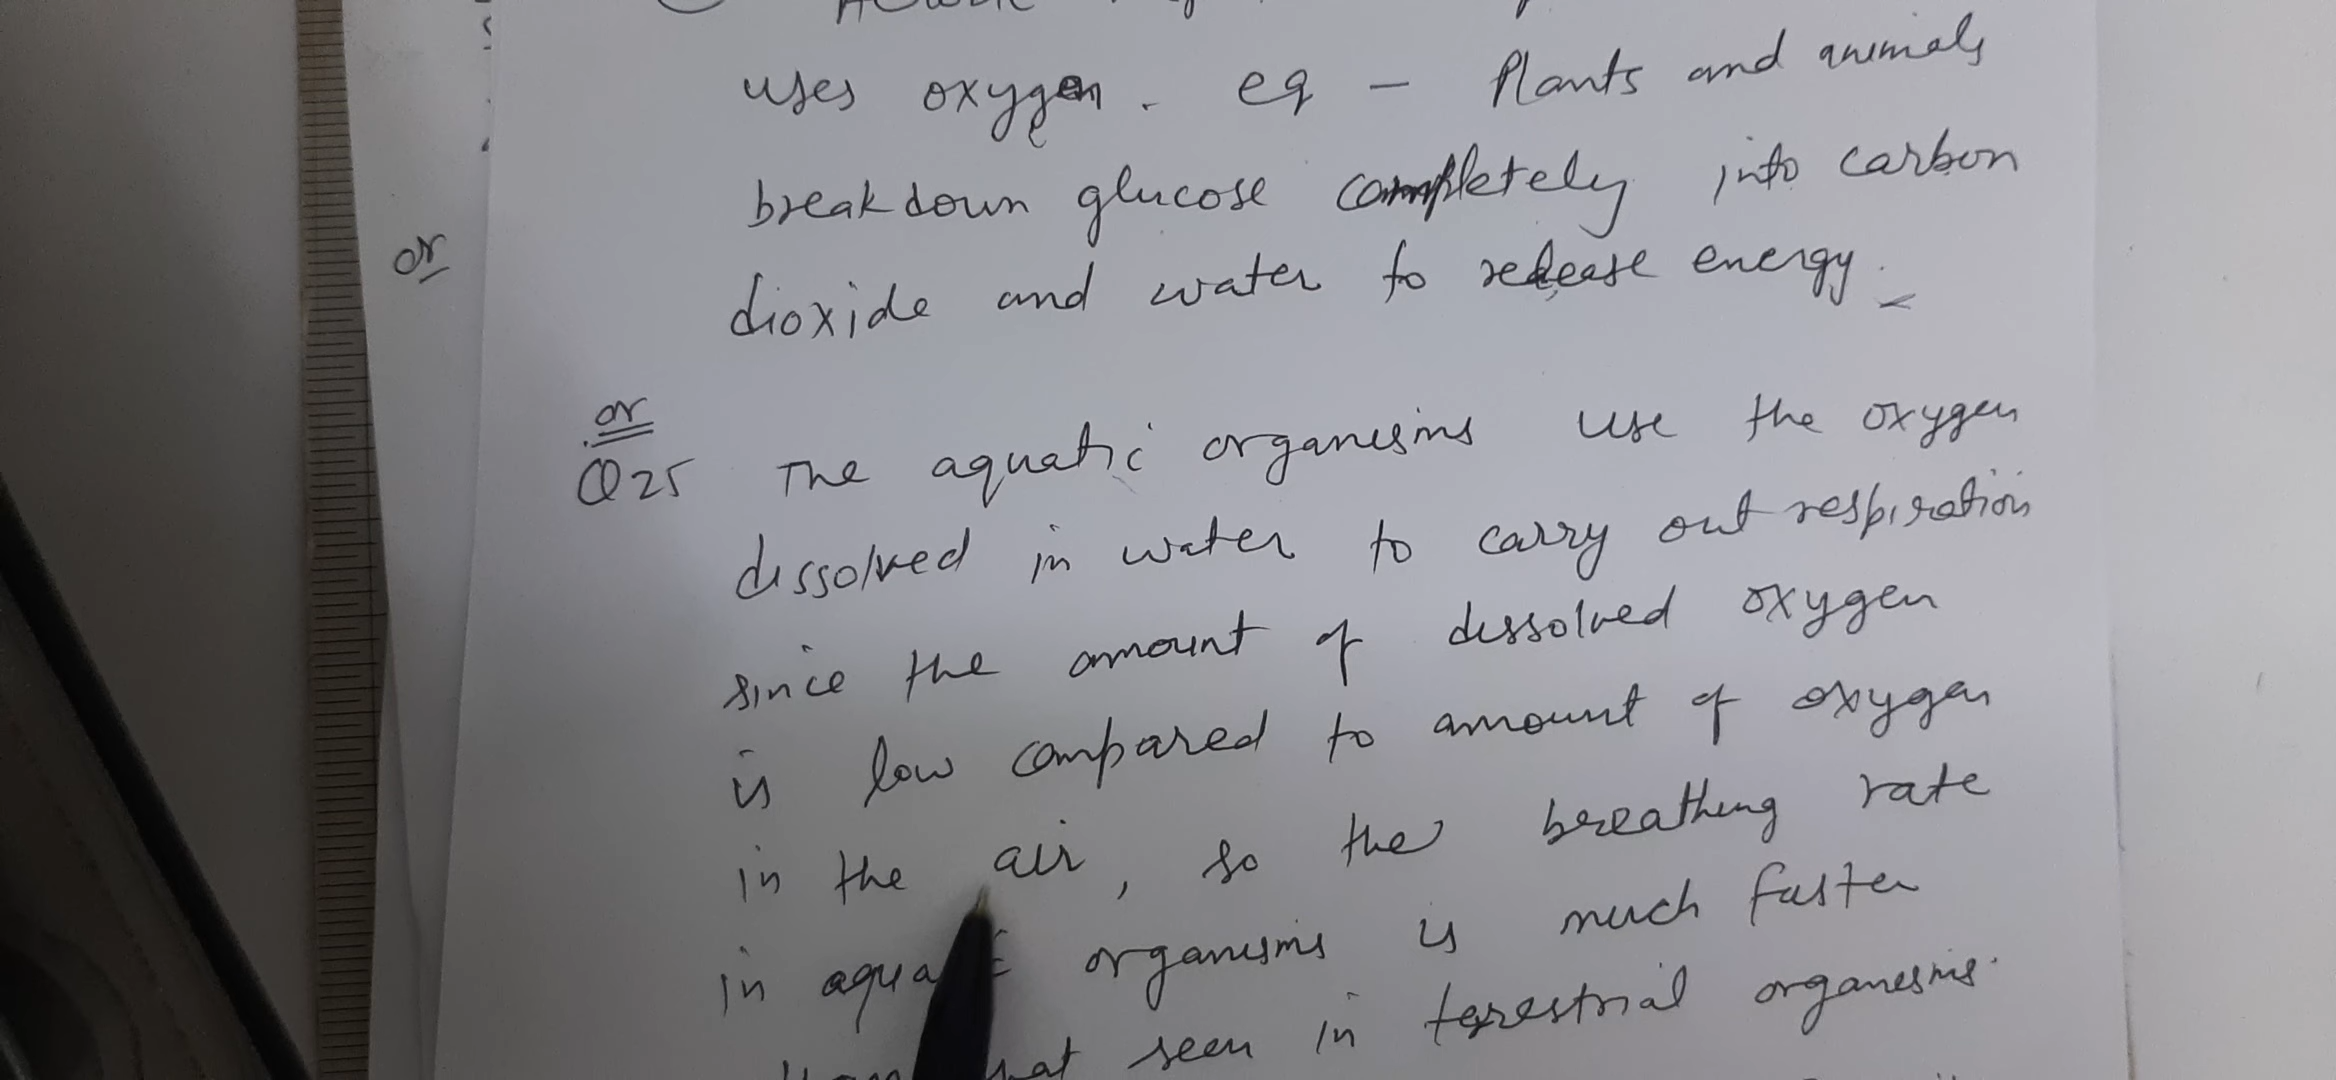 uses oxygen. eg - Plants and animals
breakdown glucose completely into carbon
or
dioxide and water to release energy.
or
Q25 The aquatic organisms use the oxygen
dissolved in water to carry out respiration
since the amount of dissolved oxygen
is low compared to amount of oxygen
in the air, so the breathing rate
in organisms is much faster
seen in terestrial organisms.